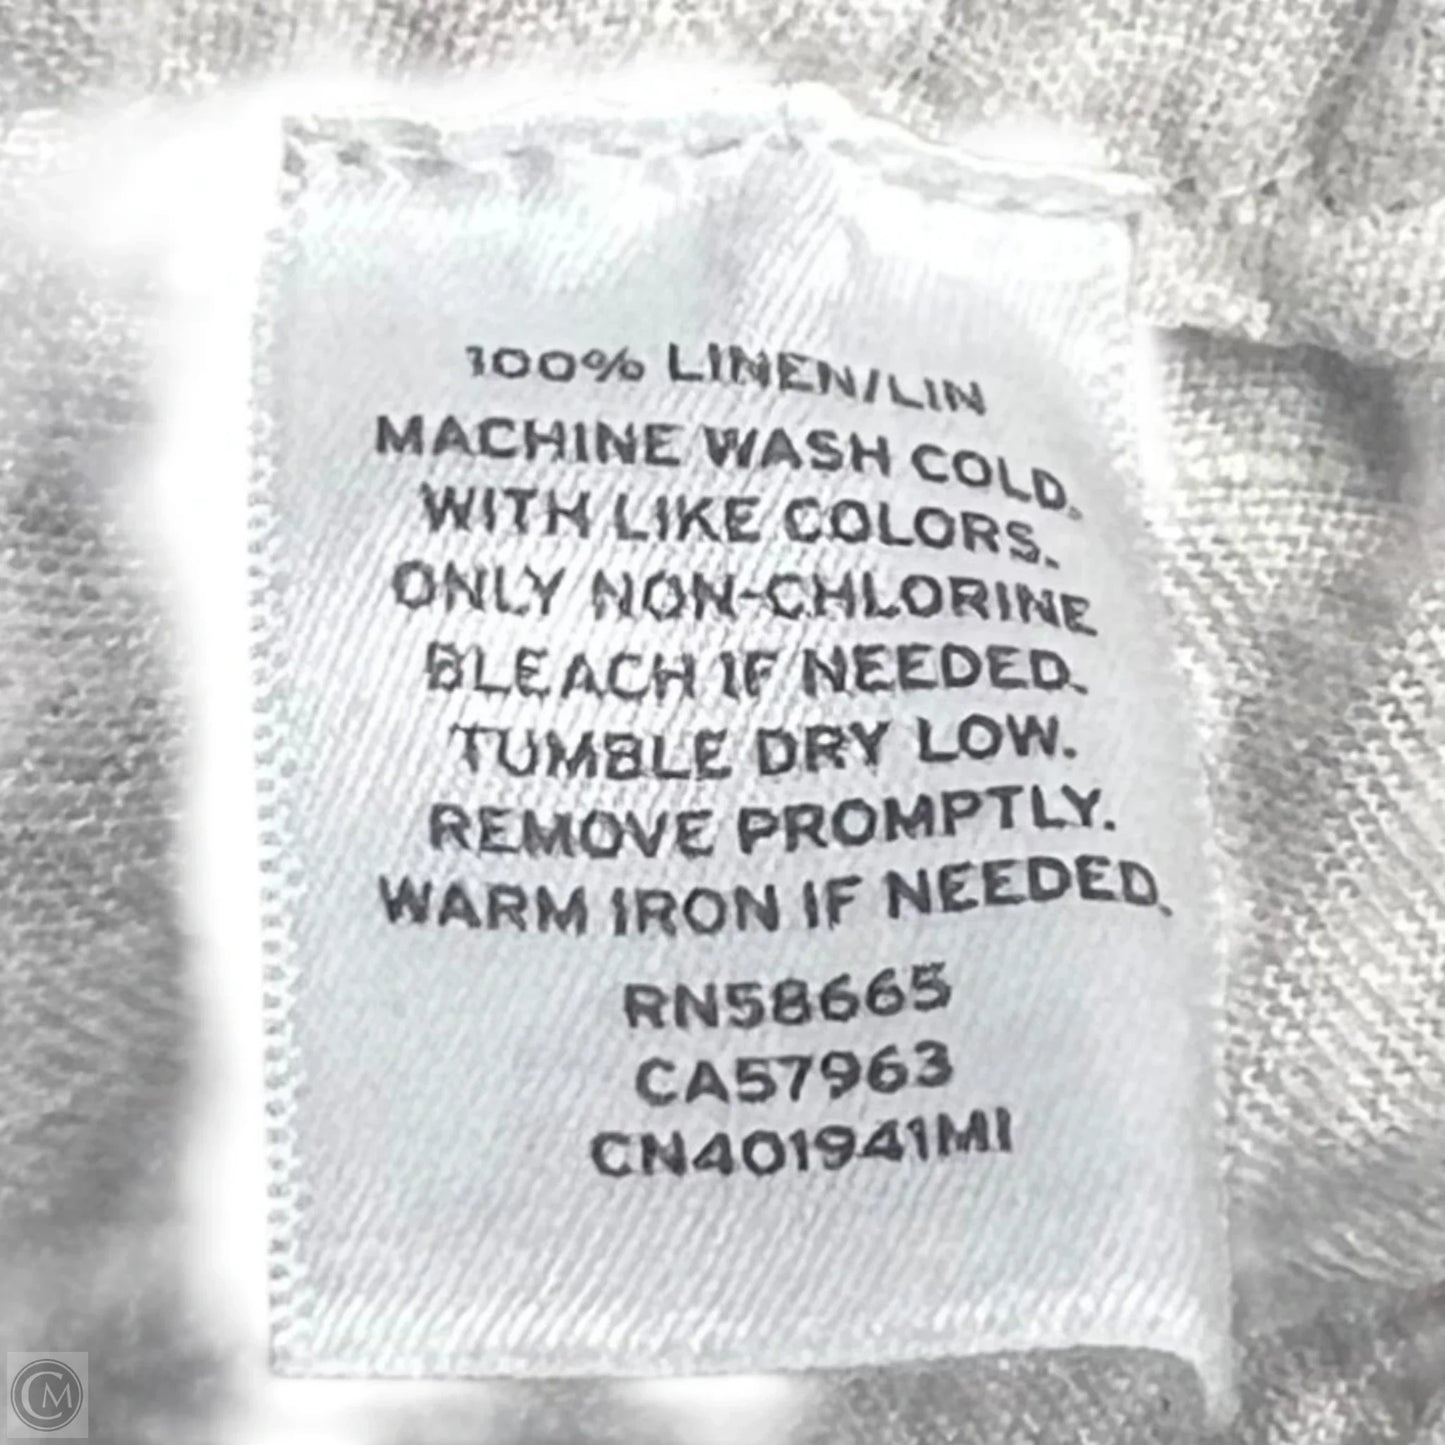 100% LINEN/LIN
MACHINE WASH COLD.
WITH LIKE COLORS.
ONLY NON-CHLORINE
BLEACH IF NEEDED.
TUMBLE DRY LOW.
REMOVE PROMPTLY.
WARM IRON IF NEEDED.
RN58665
CA57963
CN401941MI
CM